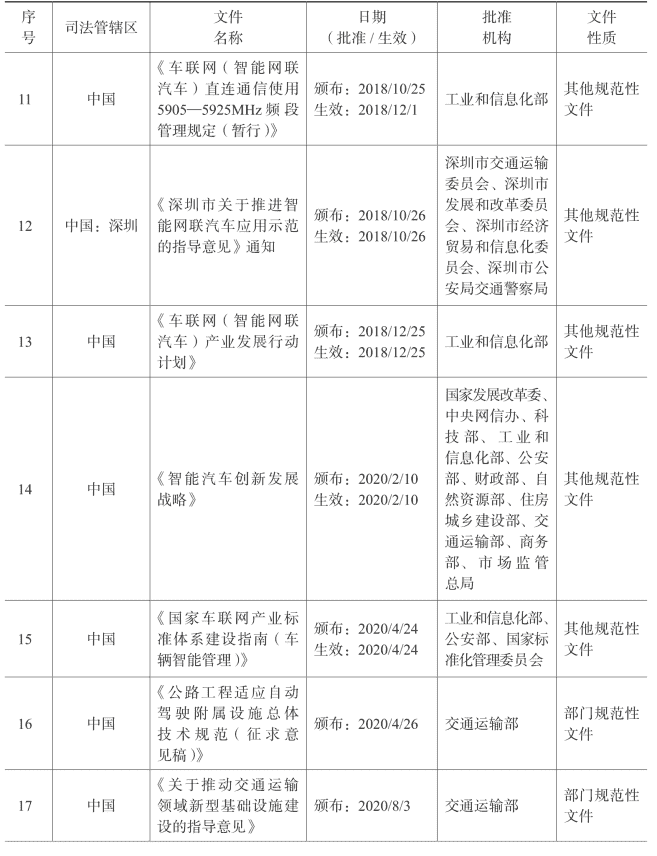 序号
司法管辖区
文件名称
日期（批准/生效）
批准机构
文件性质
11
中国
《车联网（智能网联
汽车）直连通信使用
5905—5925MHz频段
管理规定（暂行）》
颁布：2018/10/25
生效：2018/12/1
工业和信息化部
其他规范性
文件
12
中国：深圳
《深圳市关于推进智
能网联汽车应用示范
的指导意见》通知
颁布：2018/10/26
生效：2018/10/26
深圳市交通运输
委员会、深圳市
发展和改革委员
会、深圳市经济
贸易和信息化委
员会、深圳市公
安局交通警察局
其他规范性
文件
13
中国
《车联网（智能网联
汽车）产业发展行动
计划》
颁布：2018/12/25
生效：2018/12/25
工业和信息化部
其他规范性
文件
14
中国
《智能汽车创新发展
战略》
颁布：2020/2/10
生效：2020/2/10
国家发展改革委、
中央网信办、科
技部、工业和
信息化部、公安
部、财政部、自
然资源部、住房
城乡建设部、交
通运输部、商务
部、市场监管
总局
其他规范性
文件
15
中国
《国家车联网产业标
准体系建设指南（车
辆智能管理）》
颁布：2020/4/24
生效：2020/4/24
工业和信息化部、
公安部、国家标
准化管理委员会
其他规范性
文件
16
中国
《公路工程适应自动
驾驶附属设施总体
技术规范（征求意
见稿）》
颁布：2020/4/26
交通运输部
部门规范性
文件
17
中国
《关于推动交通运输
领域新型基础设施建
设的指导意见》
颁布：2020/8/3
交通运输部
部门规范性
文件